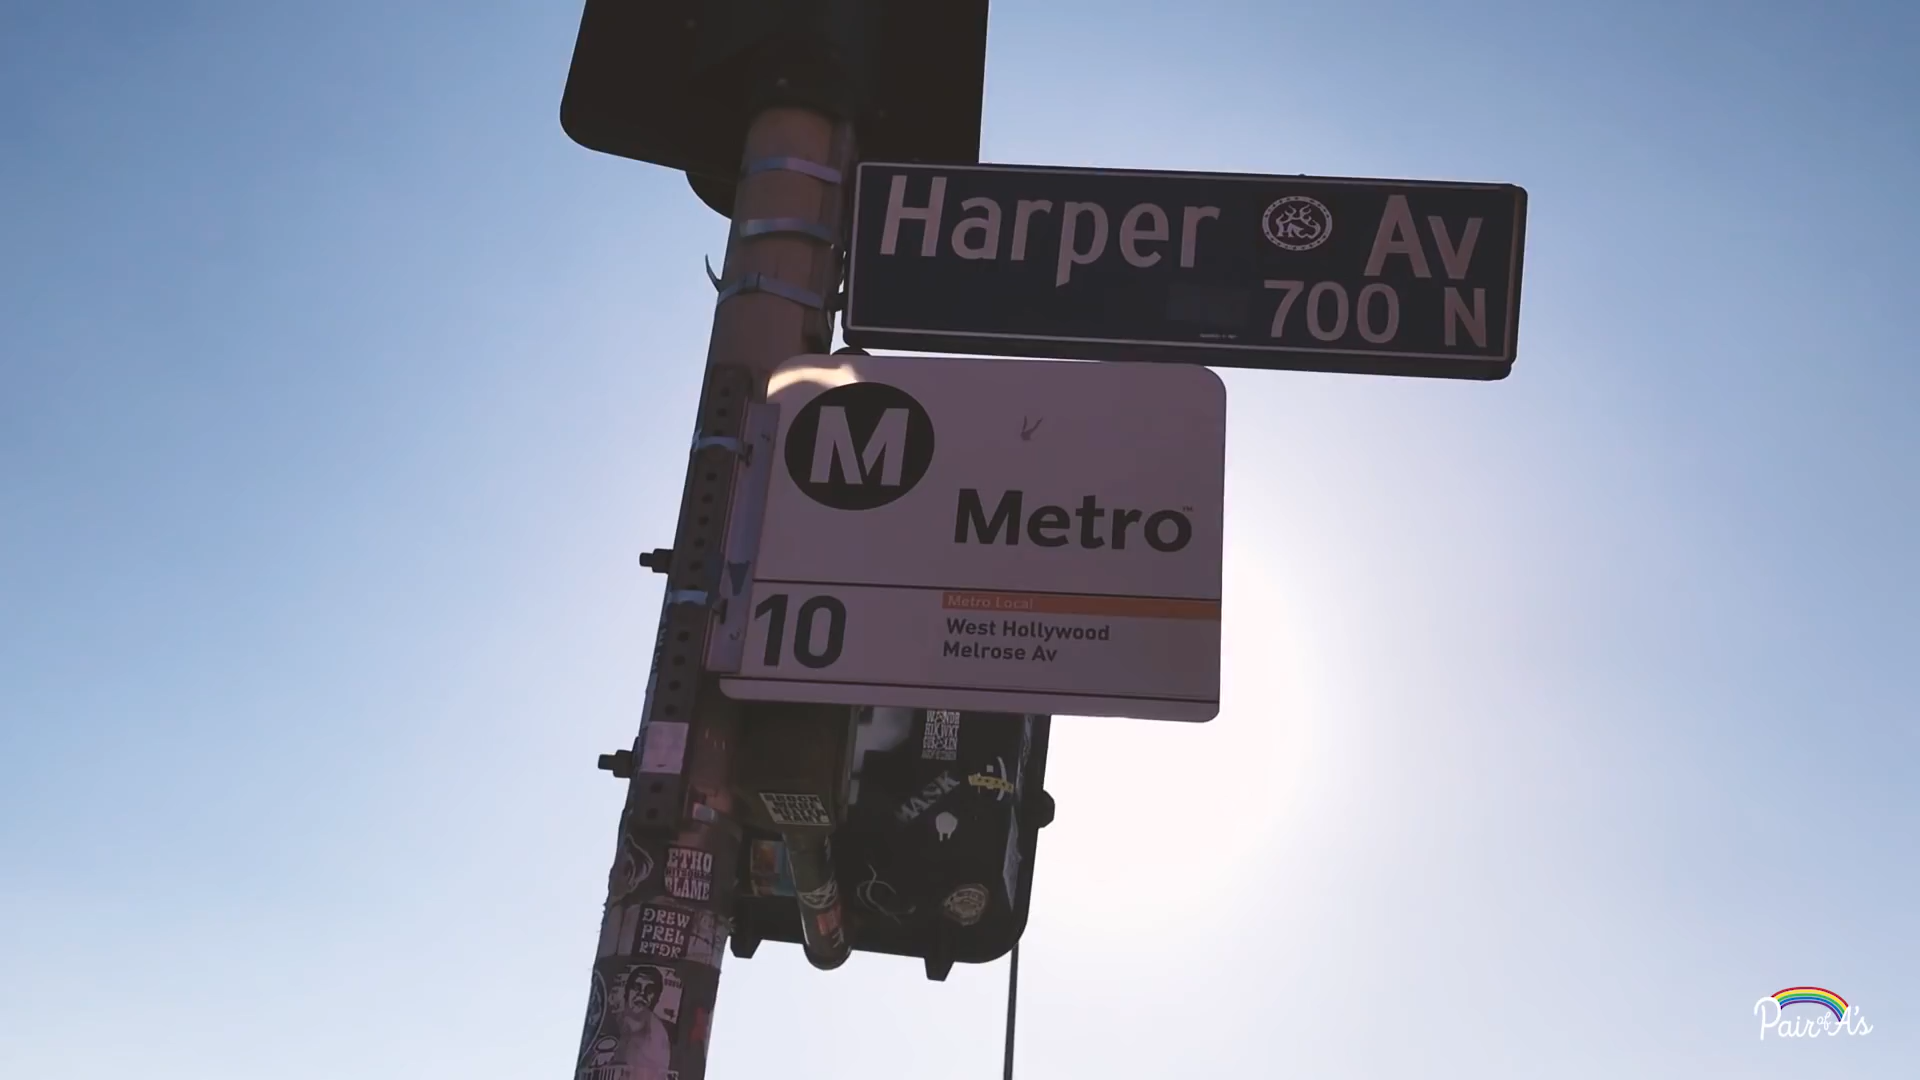 Harper Av
700 N
M
Metro
10
Metro Local
West Hollywood
Melrose Av
MASK
ETHO
BLAME
DREW
PREL
RTDR
Pair of A's